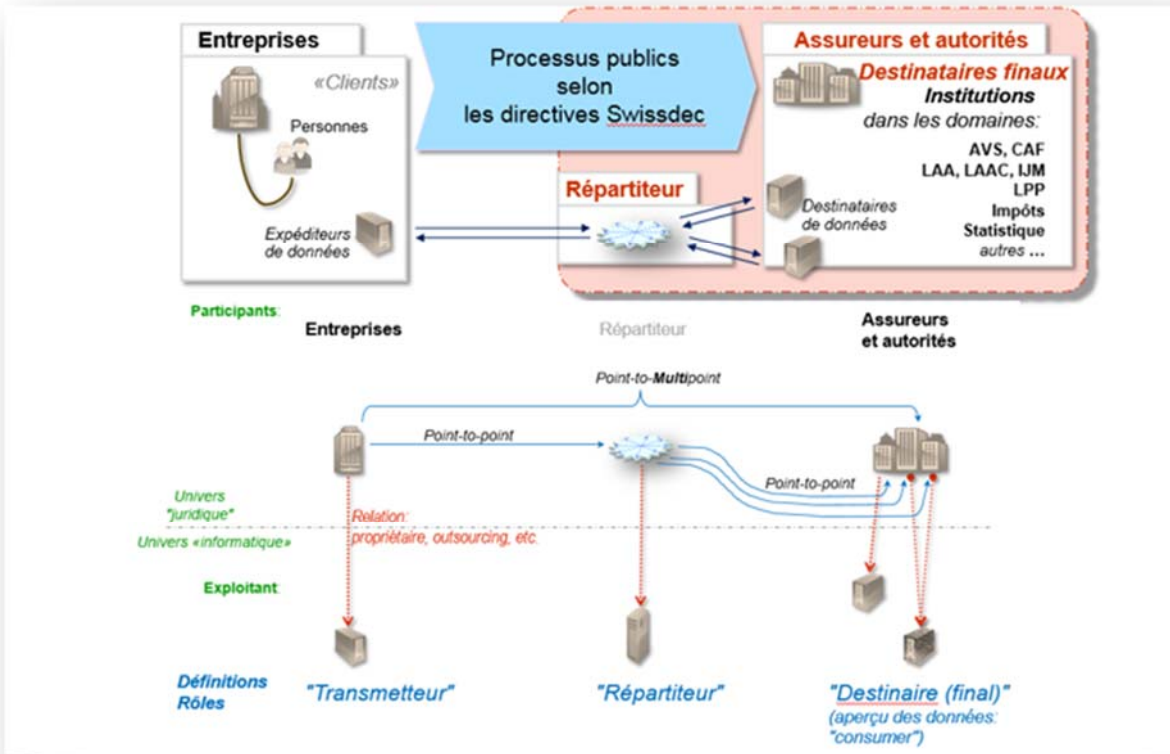 Entreprises
«Clients»
Personnes
Expéditeurs
de données
Processus publics
selon
les directives Swissdec
Répartiteur
Assureurs et autorités
Destinataires finaux
Institutions
dans les domaines:
AVS, CAF
LAA, LAAC, IJM
LPP
Impôts
Statistique
autres ...
Destinataires
de données
Participants:
Entreprises
Répartiteur
Assureurs
et autorités
Point-to-Multipoint
Point-to-point
Point-to-point
Univers
"juridique"
Relation:
propriétaire, outsourcing, etc.
Univers «informatique»
Exploitant
Définitions
Rôles
"Transmetteur"
"Répartiteur"
"Destinaire (final)"
(aperçu des données:
"consumer")